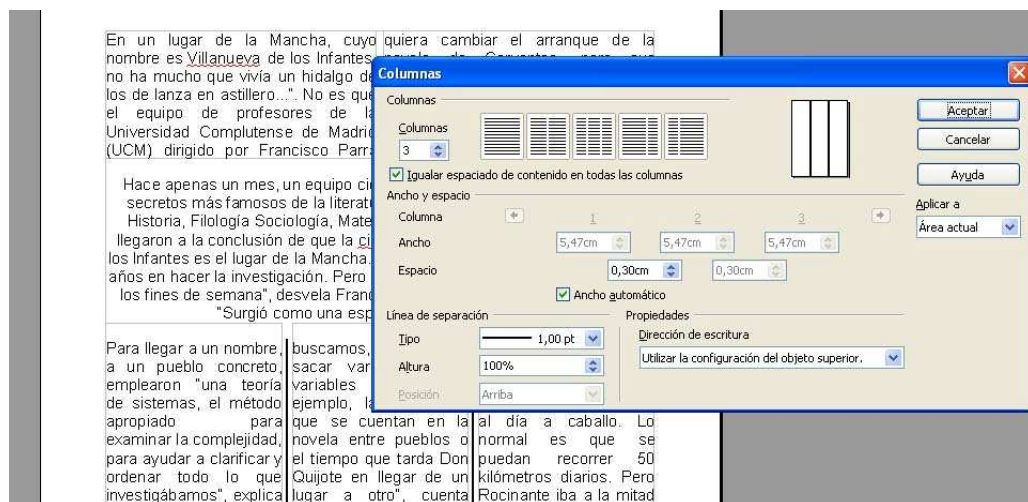 En un lugar de la Mancha, cuyo
nombre es Villanueva de los Infantes
no ha mucho que vivía un hidalgo de
los de lanza en astillero...". No es que
el equipo de profesores de la
Universidad Complutense de Madrid
(UCM) dirigido por Francisco Parra
quiera cambiar el arranque de la
Hace apenas un mes, un equipo
secretos más famosos de la
Historia, Filología Sociología,
llegaron a la conclusión de que la
los Infantes es el lugar de la Mancha.
años en hacer la investigación. Pero
los fines de semana", desvela
"Surgió como una
Para llegar a un nombre,
a un pueblo concreto,
emplearon "una teoría
de sistemas, el método
apropiado para
examinar la complejidad,
para ayudar a clarificar y
ordenar todo lo que
investigábamos", explica
buscamos,
sacar
variables
ejemplo,
que se cuentan en la
novela entre pueblos o
el tiempo que tarda Don
Quijote en llegar de un
lugar a otro", cuenta
al día a caballo. Lo
normal es que se
puedan recorrer 50
kilómetros diarios. Pero
Rocinante iba a la mitad
Columnas
Columnas
Columnas
3
Igualar espaciado de contenido en todas las columnas
Ancho y espacio
Columna 1 2 3
Ancho 5,47cm 5,47cm 5,47cm
Espacio 0,30cm 0,30cm
Ancho automático
Línea de separación
Tipo 1,00 pt
Altura 100%
Posición Arriba
Propiedades
Dirección de escritura
Utilizar la configuración del objeto superior.
Aceptar
Cancelar
Ayuda
Aplicar a
Área actual